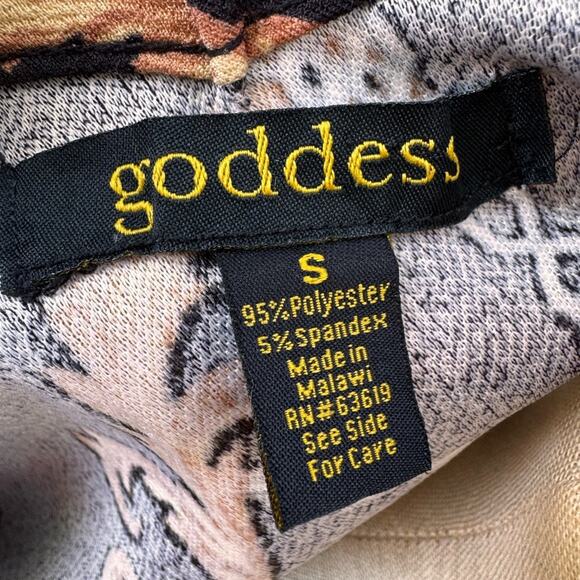 goddess
S
95%Polyester
5%Spandex
Made in
Malawi
RN#63619
See Side
For Care